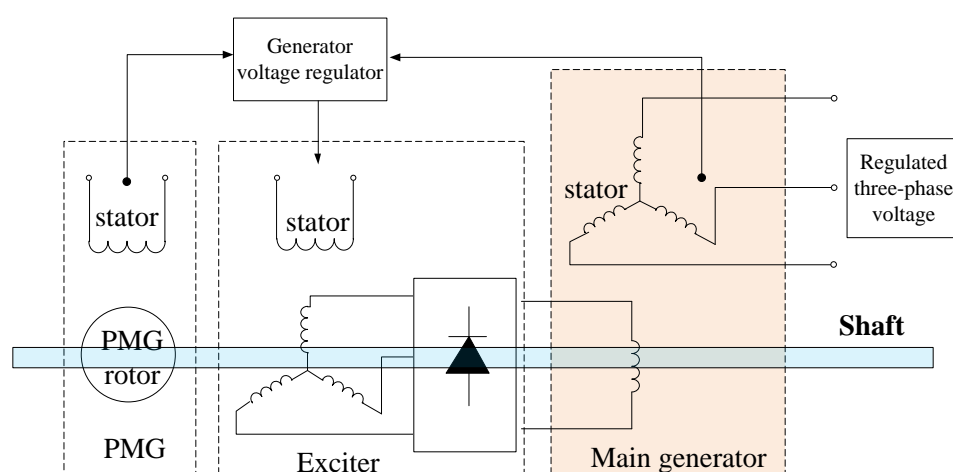 Generator
voltage regulator
stator
stator
stator
Regulated
three-phase
voltage
Shaft
PMG
rotor
PMG
Exciter
Main generator